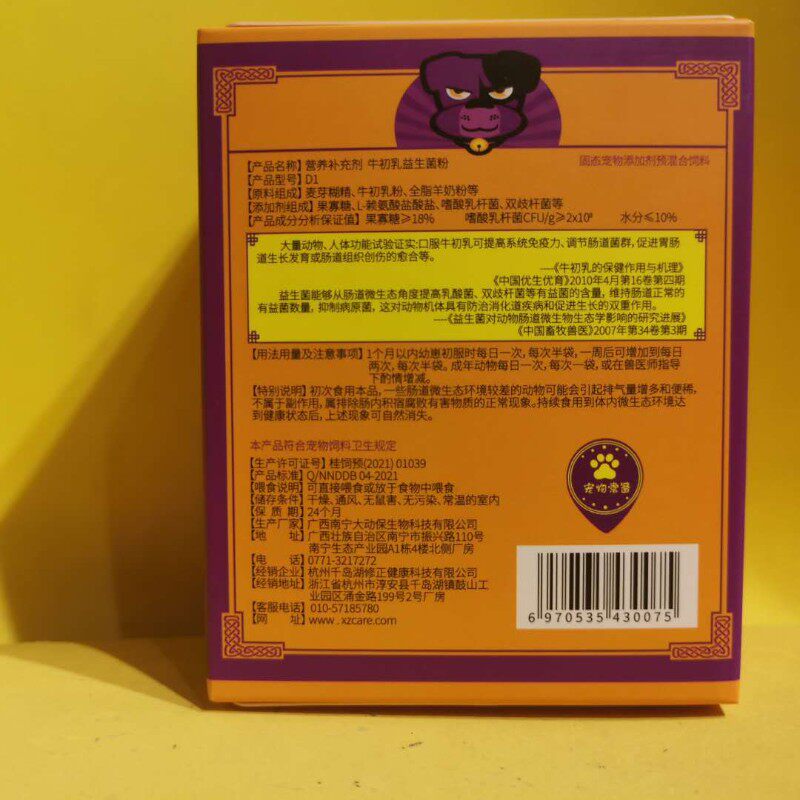 【产品名称】营养补充剂 牛初乳益生菌粉
固态宠物添加剂预混合饲料
【产品型号】D1
【原料组成】麦芽糊精、牛初乳粉、全脂羊奶粉等
【添加剂组成】果寡糖、L-赖氨酸盐酸盐、嗜酸乳杆菌、双歧杆菌等
【产品成分分析保证值】果寡糖≥18% 嗜酸乳杆菌CFU/g≥2x10⁸ 水分≤10%
大量动物、人体功能试验证实:口服牛初乳可提高系统免疫力、调节肠道菌群,促进胃肠
道生长发育或肠道组织创伤的愈合等。
—《牛初乳的保健作用与机理》
《中国优生优育》2010年4月第16卷第四期
益生菌能够从肠道微生态角度提高乳酸菌、双歧杆菌等有益菌的含量,维持肠道正常的
有益菌数量,抑制病原菌,这对动物机体具有防治消化道疾病和促进生长的双重作用。
—《益生菌对动物肠道微生物生态学影响的研究进展》
《中国畜牧兽医》2007年第34卷第3期
【用法用量及注意事项】1个月以内幼崽初服时每日一次,每次半袋,一周后可增加到每日
两次,每次半袋。成年动物每日一次,每次一袋,或在兽医师指导
下酌情增减。
【特别说明】初次食用本品,一些肠道微生态环境较差的动物可能会引起排气量增多和便稀,
不属于副作用,属排除肠内积宿腐败有害物质的正常现象。持续食用到体内微生态环境达
到健康状态后,上述现象可自然消失。
本产品符合宠物饲料卫生规定
【生产许可证号】桂饲预(2021) 01039
【产品标准】Q/NNDDB 04-2021
【喂食说明】可直接喂食或放于食物中喂食
【储存条件】干燥、通风、无鼠害、无污染、常温的室内
【保 质 期】24个月
【生产厂家】广西南宁大动保生物科技有限公司
【地 址】广西壮族自治区南宁市振兴路110号
南宁生态产业园A1栋4楼北侧厂房
【电 话】0771-3217272
【经销企业】杭州千岛湖修正健康科技有限公司
【经销地址】浙江省杭州市淳安县千岛湖镇鼓山工
业园区涌金路199号2号厂房
【客服电话】010-57185780
【网 址】www.xzcare.com
6 970535 430075